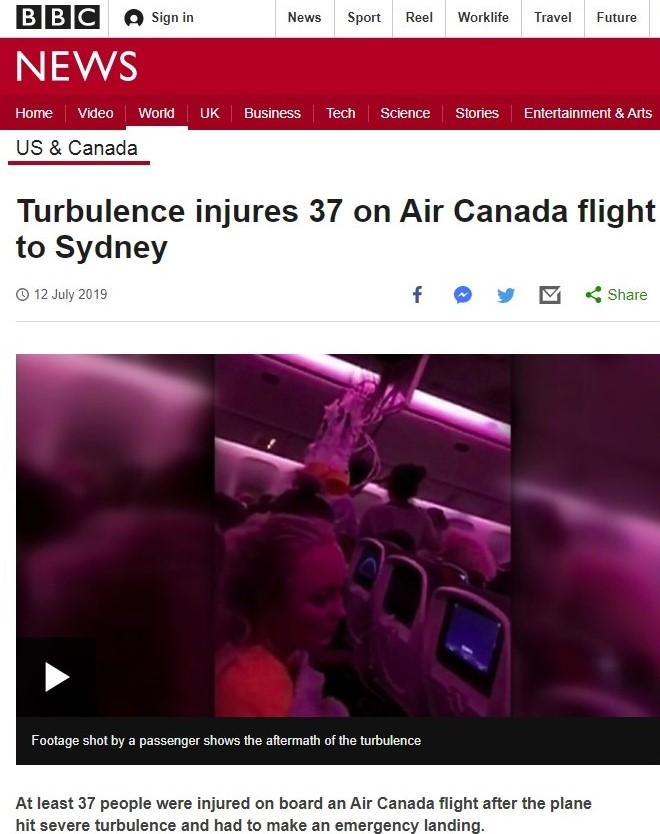 BBC Sign in News Sport Reel Worklife Travel Future
NEWS
Home Video World UK Business Tech Science Stories Entertainment & Arts
US & Canada
Turbulence injures 37 on Air Canada flight
to Sydney
12 July 2019 Share
Footage shot by a passenger shows the aftermath of the turbulence
At least 37 people were injured on board an Air Canada flight after the plane
hit severe turbulence and had to make an emergency landing.